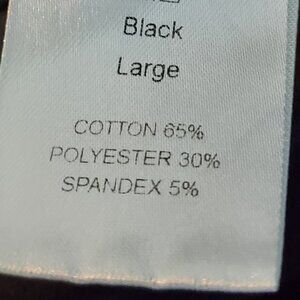 Black
Large
COTTON 65%
POLYESTER 30%
SPANDEX 5%